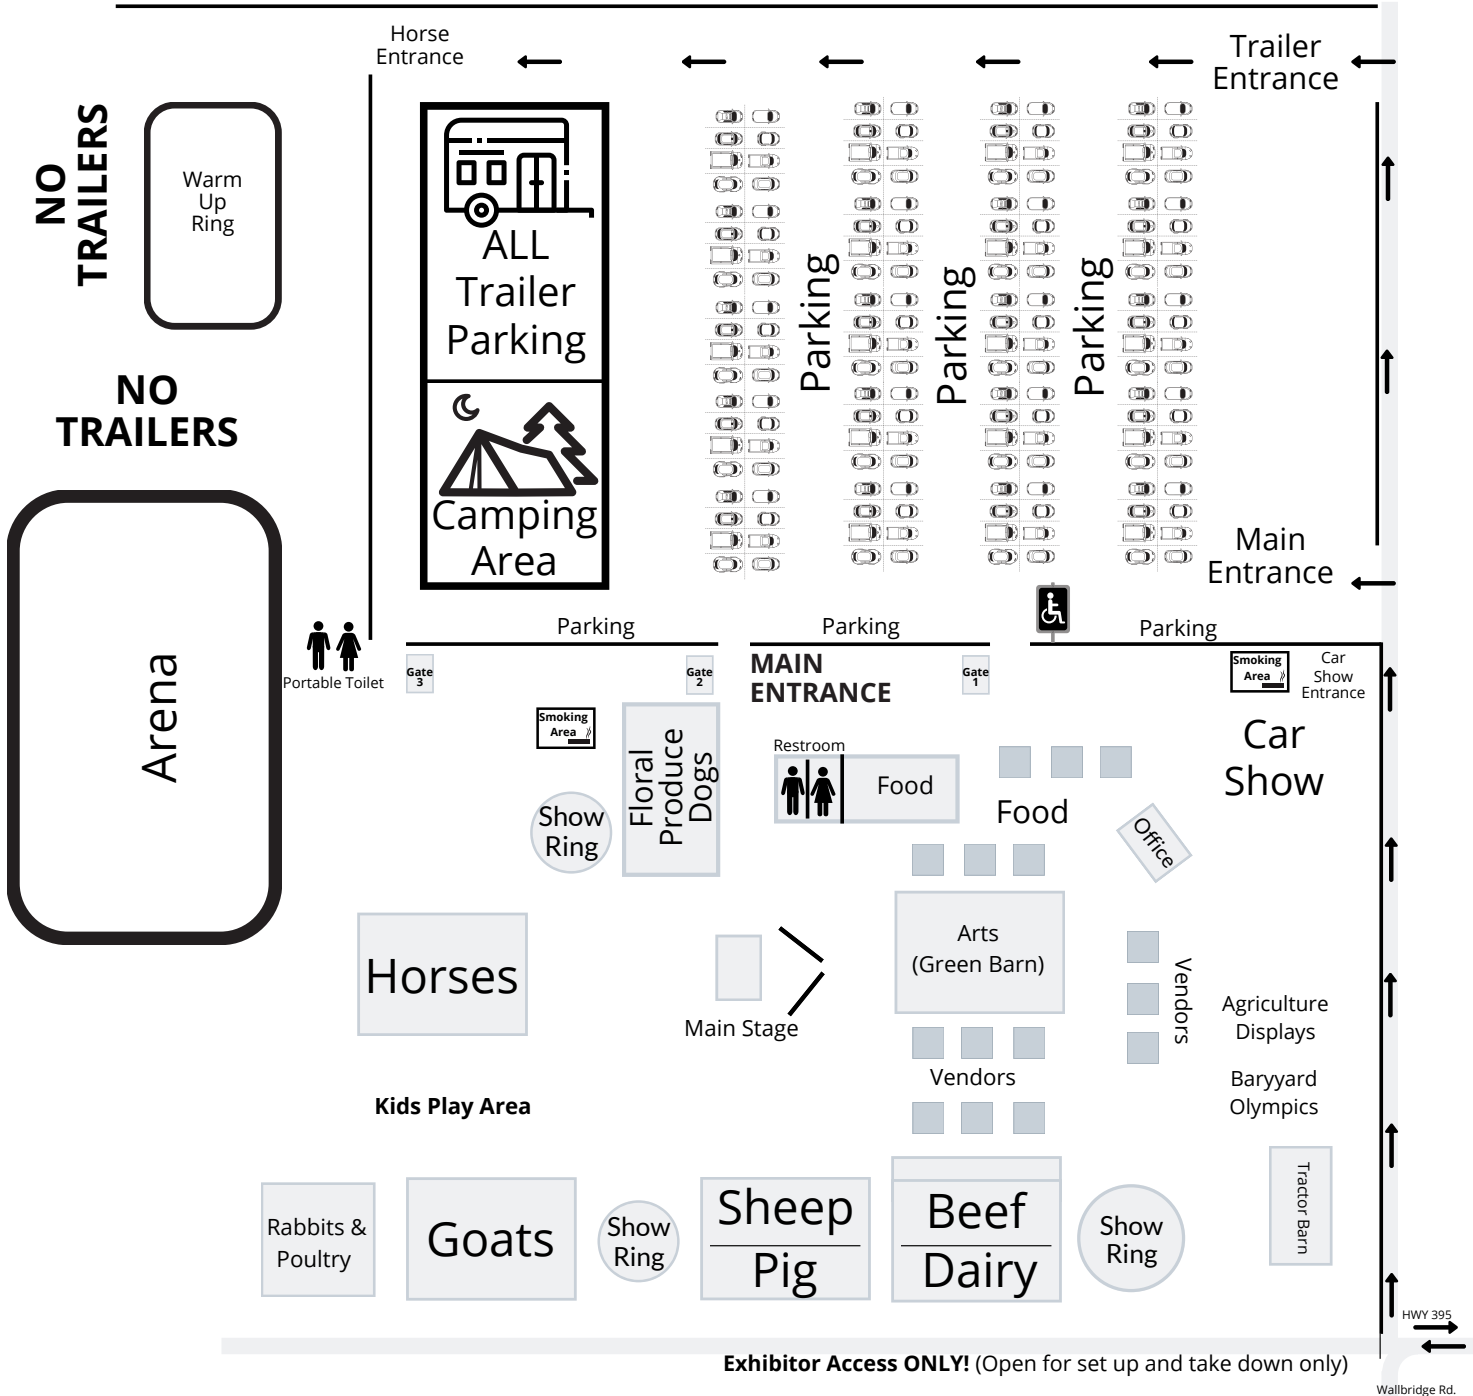 Horse
Entrance
Trailer
Entrance
NO
TRAILERS
Warm
Up
Ring
ALL
Trailer
Parking
Parking
Parking
Parking
NO
TRAILERS
Camping
Area
Main
Entrance
Parking
Parking
Parking
Portable Toilet
Gate
3
Gate
2
MAIN
ENTRANCE
Gate
1
Smoking
Area
Car
Show
Entrance
Arena
Smoking
Area
Floral
Produce
Dogs
Restroom
Food
Food
Car
Show
Show
Ring
Office
Horses
Arts
(Green Barn)
Main Stage
Vendors
Agriculture
Displays
Vendors
Baryyard
Olympics
Kids Play Area
Rabbits &
Poultry
Goats
Show
Ring
Sheep
Pig
Beef
Dairy
Show
Ring
Tractor Barn
HWY 395
Exhibitor Access ONLY! (Open for set up and take down only)
Wallbridge Rd.